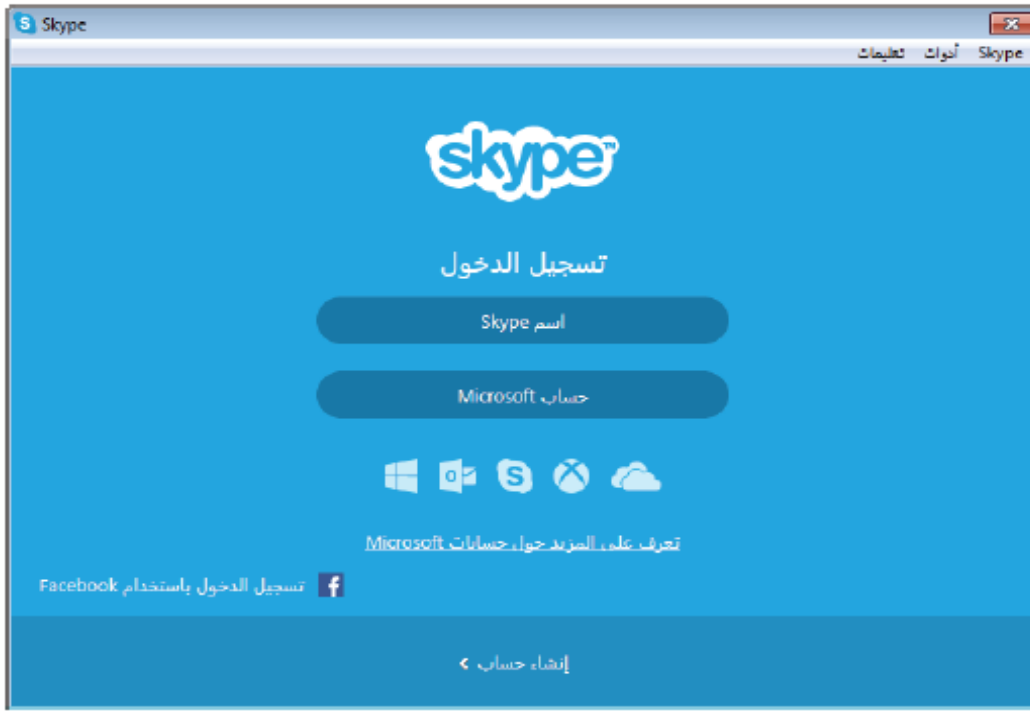 Skype
Skype أدوات تعليمات
skype™
تسجيل الدخول
اسم Skype
حساب Microsoft
تعرف على المزيد حول حسابات Microsoft
تسجيل الدخول باستخدام Facebook
إنشاء حساب >